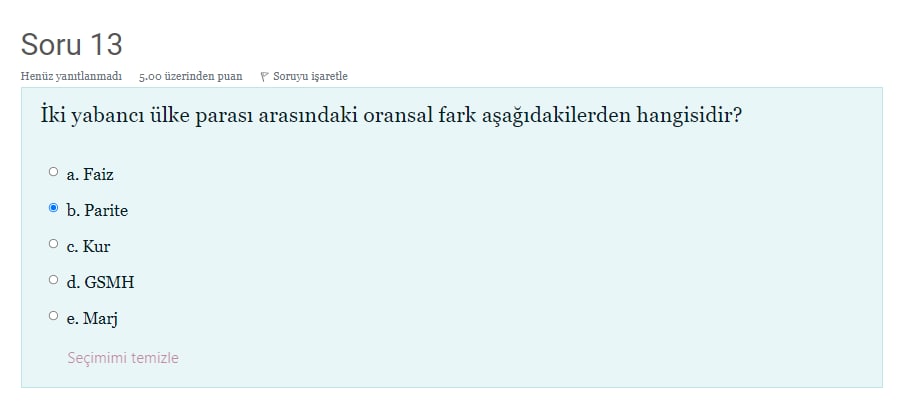 Soru 13
Henüz yanıtlanmadı 5.00 üzerinden puan Soruyu işaretle
İki yabancı ülke parası arasındaki oransal fark aşağıdakilerden hangisidir?
a. Faiz
b. Parite
c. Kur
d. GSMH
e. Marj
Seçimimi temizle